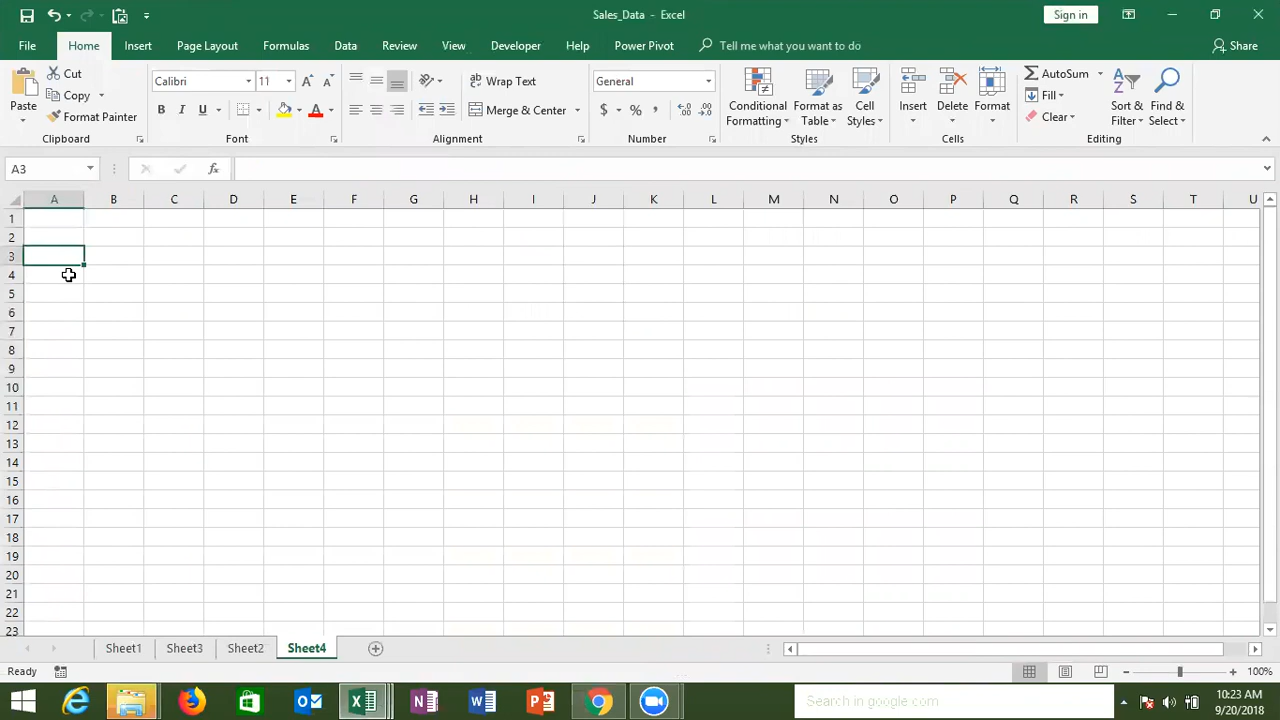 Sales_Data - Excel
Sign in
File Home Insert Page Layout Formulas Data Review View Developer Help Power Pivot Tell me what you want to do Share
Paste
Cut
Copy
Format Painter
Clipboard
Calibri 11
B I U
Font
Wrap Text
Merge & Center
Alignment
General
$ % ,
Number
Conditional Formatting
Format as Table
Cell Styles
Styles
Insert
Delete
Format
Cells
AutoSum
Fill
Clear
Sort & Filter
Find & Select
Editing
A3
fx
A B C D E F G H I J K L M N O P Q R S T U
1
2
3
4
5
6
7
8
9
10
11
12
13
14
15
16
17
18
19
20
21
22
23
Sheet1 Sheet3 Sheet2 Sheet4
Ready
100%
Search in google.com
10:23 AM
9/20/2018